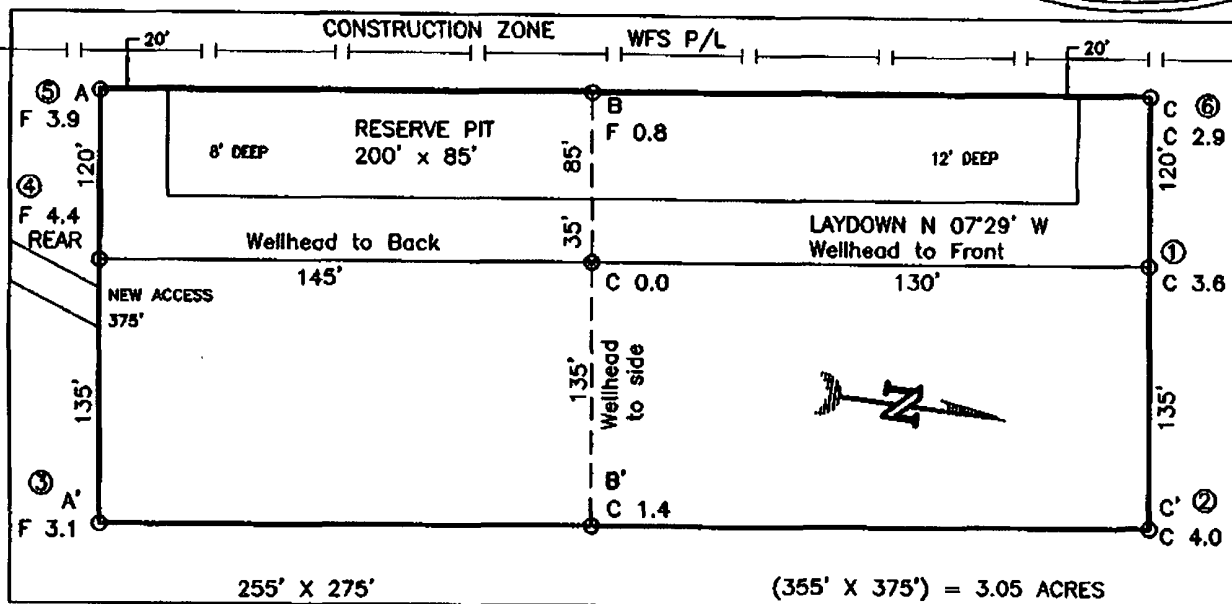 CONSTRUCTION ZONE
WFS P/L
20'
20'
⑤ A
F 3.9
B
F 0.8
C ⑥
C 2.9
RESERVE PIT
200' x 85'
8' DEEP
12' DEEP
120'
85'
120'
④
F 4.4
REAR
35'
Wellhead to Back
145'
LAYDOWN N 07°29' W
Wellhead to Front
130'
C 0.0
①
C 3.6
NEW ACCESS
375'
135'
135'
Wellhead
to side
135'
N
③
A'
F 3.1
B'
C 1.4
C' ②
C 4.0
255' X 275'
(355' X 375') = 3.05 ACRES